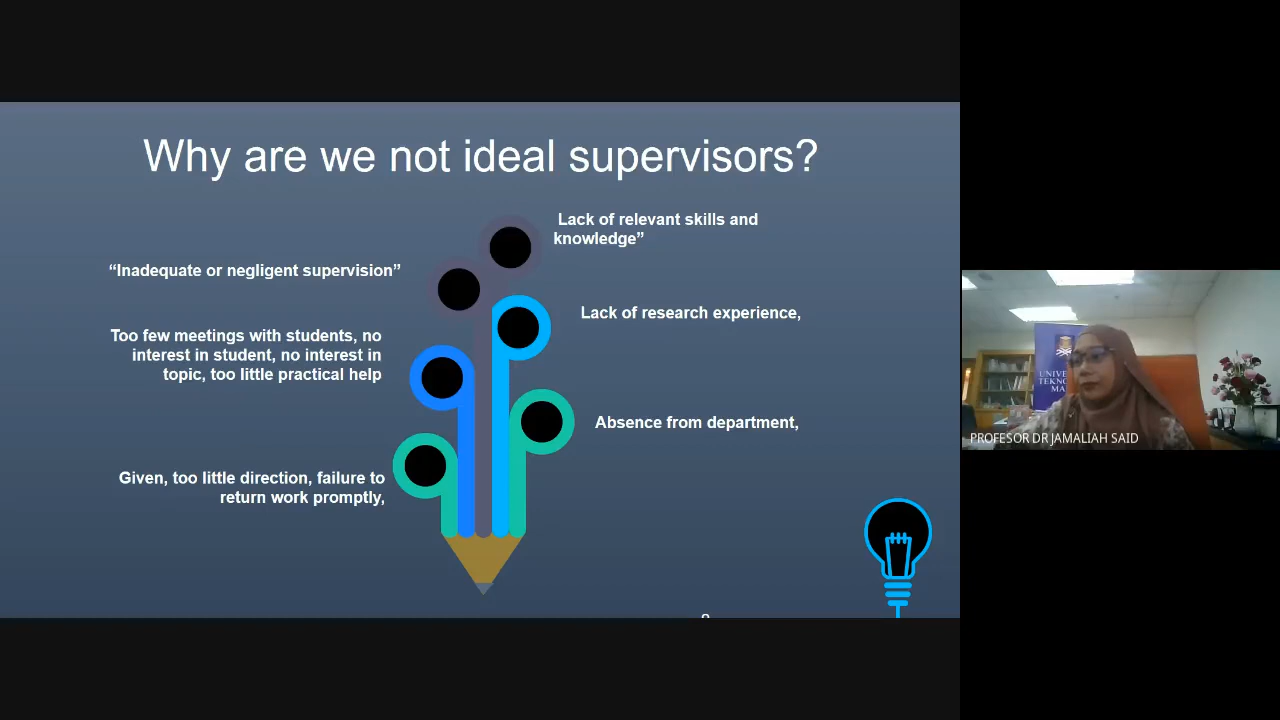 Why are we not ideal supervisors?
Lack of relevant skills and
knowledge”
“Inadequate or negligent supervision”
Lack of research experience,
Too few meetings with students, no
interest in student, no interest in
topic, too little practical help
Absence from department,
Given, too little direction, failure to
return work promptly,
PROFESOR DR JAMALIAH SAID